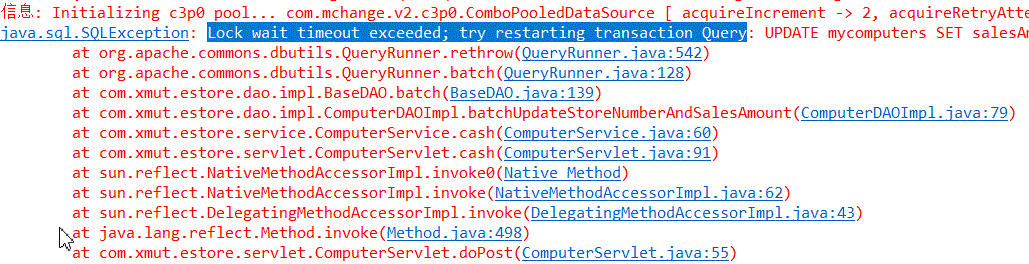 信息: Initializing c3p0 pool... com.mchange.v2.c3p0.ComboPooledDataSource [ acquireIncrement -> 2, acquireRetryAtte
java.sql.SQLException: Lock wait timeout exceeded; try restarting transaction Query: UPDATE mycomputers SET salesAm
at org.apache.commons.dbutils.QueryRunner.rethrow(QueryRunner.java:542)
at org.apache.commons.dbutils.QueryRunner.batch(QueryRunner.java:128)
at com.xmut.estore.dao.impl.BaseDAO.batch(BaseDAO.java:139)
at com.xmut.estore.dao.impl.ComputerDAOImpl.batchUpdateStoreNumberAndSalesAmount(ComputerDAOImpl.java:79)
at com.xmut.estore.service.ComputerService.cash(ComputerService.java:60)
at com.xmut.estore.servlet.ComputerServlet.cash(ComputerServlet.java:91)
at sun.reflect.NativeMethodAccessorImpl.invoke0(Native Method)
at sun.reflect.NativeMethodAccessorImpl.invoke(NativeMethodAccessorImpl.java:62)
at sun.reflect.DelegatingMethodAccessorImpl.invoke(DelegatingMethodAccessorImpl.java:43)
at java.lang.reflect.Method.invoke(Method.java:498)
at com.xmut.estore.servlet.ComputerServlet.doPost(ComputerServlet.java:55)